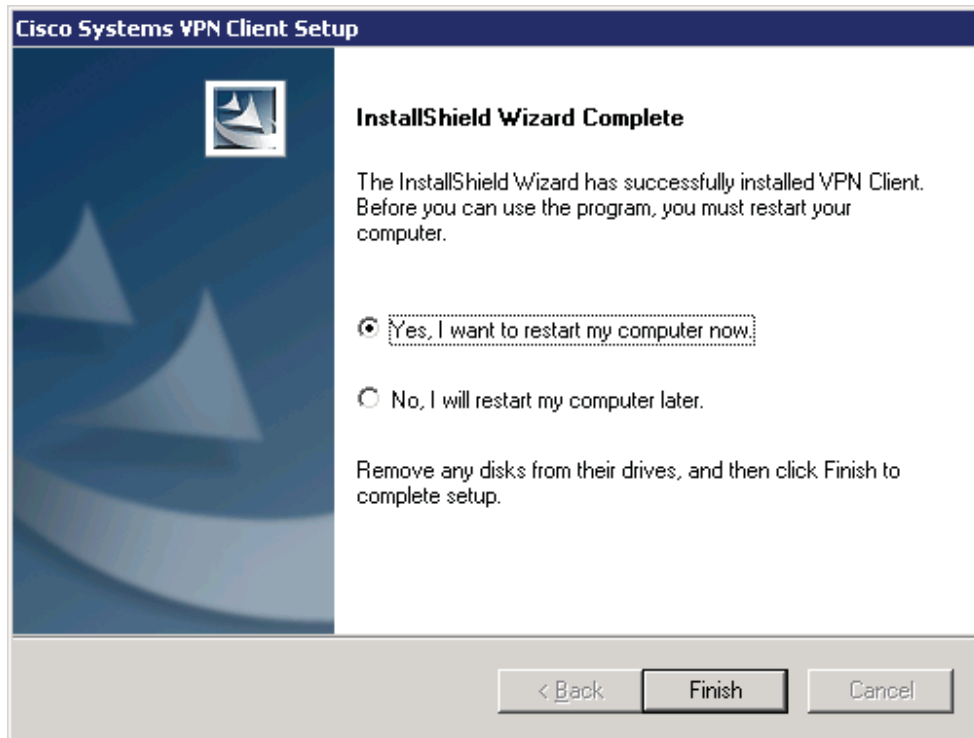 Cisco Systems VPN Client Setup
InstallShield Wizard Complete
The InstallShield Wizard has successfully installed VPN Client.
Before you can use the program, you must restart your
computer.
Yes, I want to restart my computer now.
No, I will restart my computer later.
Remove any disks from their drives, and then click Finish to
complete setup.
< Back
Finish
Cancel